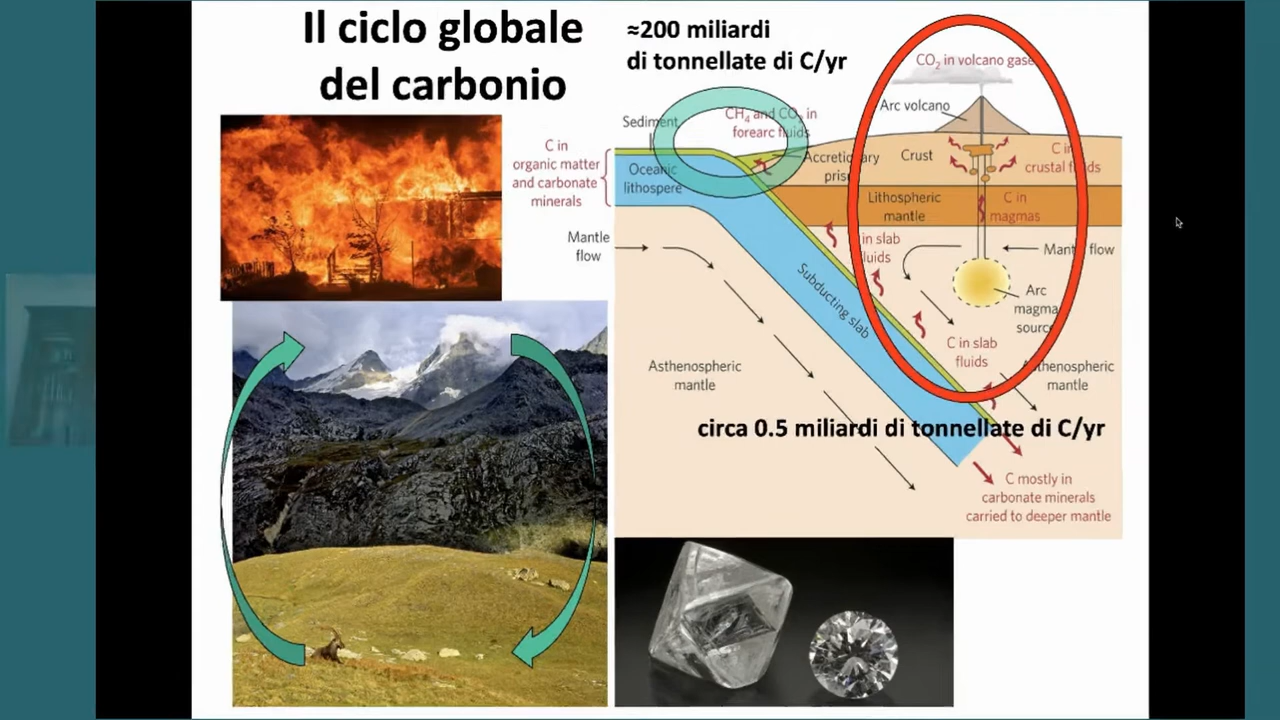 Il ciclo globale
del carbonio
≈200 miliardi
di tonnellate di C/yr
CO2 in volcano gase
Arc volcano
CH4 and CO2 in
forearc fluids
Sediment
C in
organic matter
and carbonate
minerals
Oceanic
lithospere
Accretionary
prism
Crust
C in
crustal fluids
Lithospheric
mantle
C in
magmas
Mantle
flow
in slab
fluids
Mantle flow
Subducting slab
Arc
magma
source
C in slab
fluids
Asthenospheric
mantle
Asthenospheric
mantle
circa 0.5 miliardi di tonnellate di C/yr
C mostly in
carbonate minerals
carried to deeper mantle